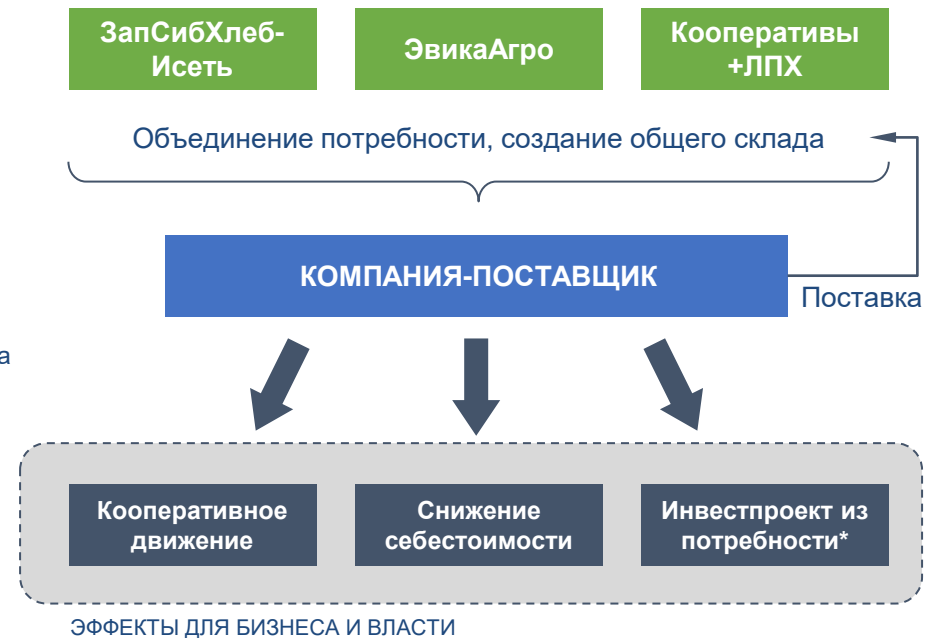 ЗапСибХлеб-
Исеть
ЭвикаАгро
Кооперативы
+ЛПХ
Объединение потребности, создание общего склада
КОМПАНИЯ-ПОСТАВЩИК
Поставка
а
Кооперативное
движение
Снижение
себестоимости
Инвестпроект из
потребности*
ЭФФЕКТЫ ДЛЯ БИЗНЕСА И ВЛАСТИ